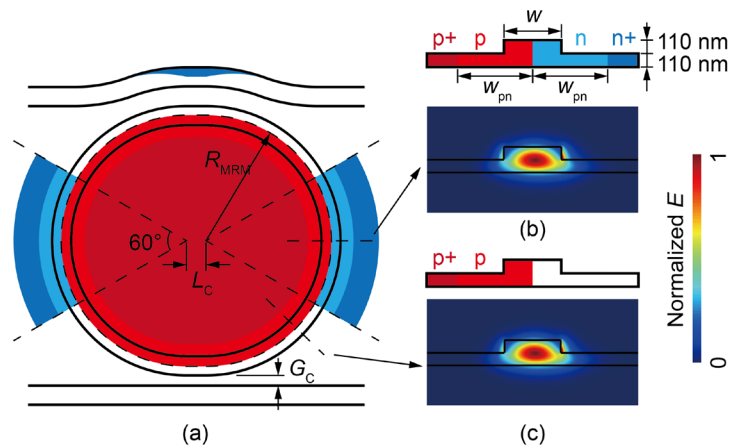 R_MRM
60°
L_C
G_C
(a)
w
p+ p n n+
110 nm
110 nm
w_pn w_pn
(b)
p+ p
(c)
1
Normalized E
0